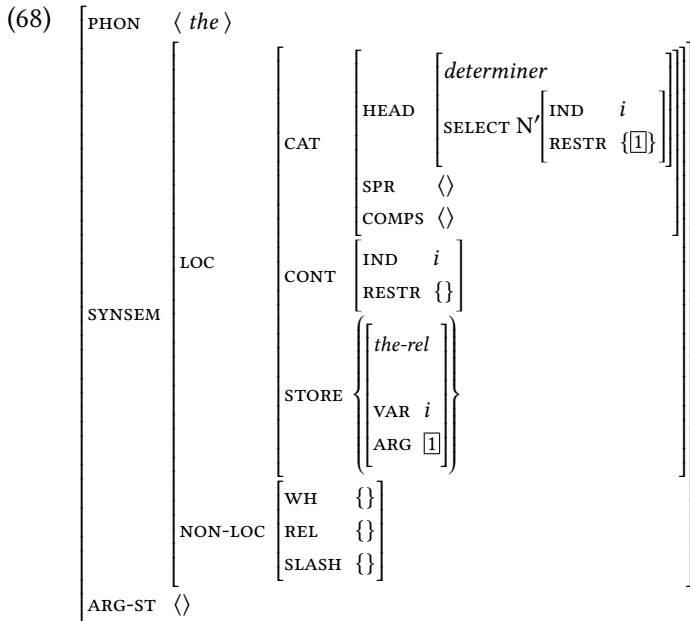 (68)
PHON ⟨ the ⟩
determiner
HEAD
IND i
SELECT N′
RESTR {1}
CAT
SPR ⟨⟩
COMPS ⟨⟩
LOC
IND i
CONT
RESTR {}
SYNSEM
the-rel
STORE
VAR i
ARG 1
WH {}
NON-LOC REL {}
SLASH {}
ARG-ST ⟨⟩